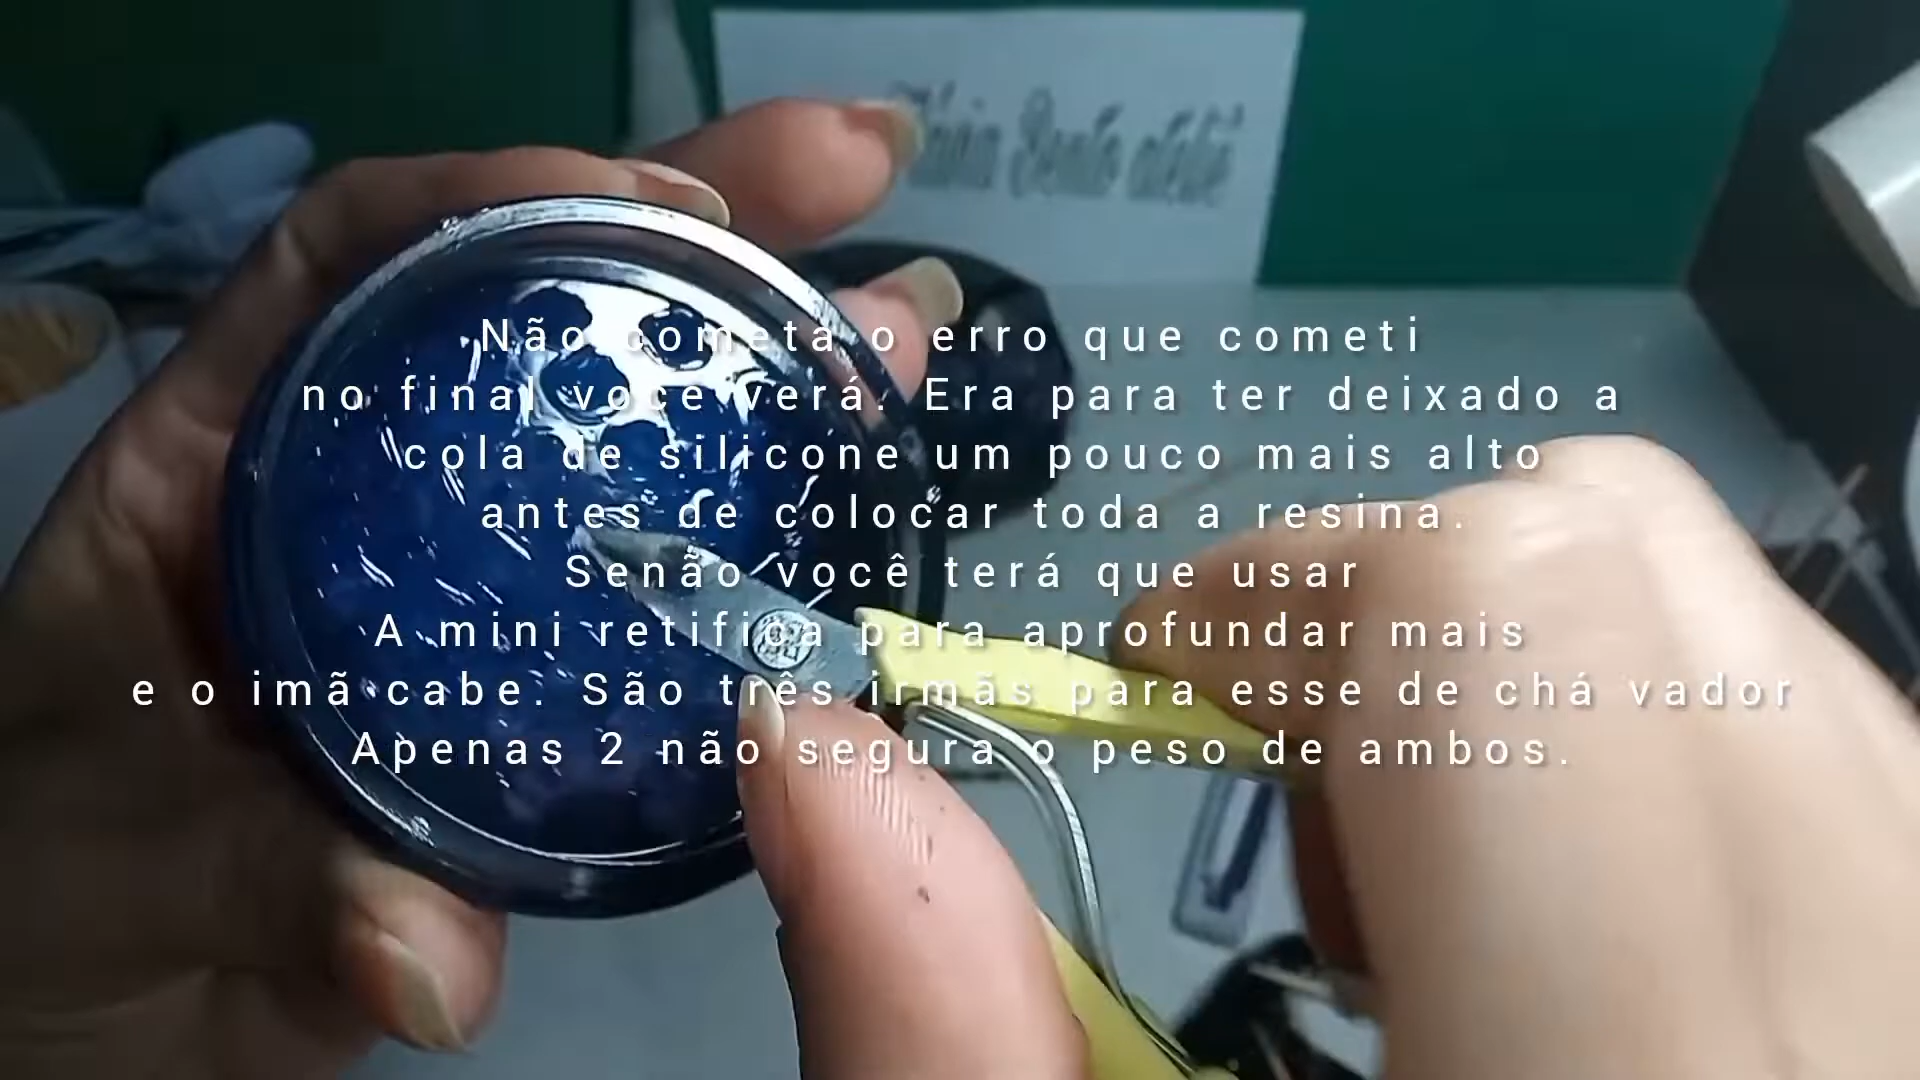 Não cometa o erro que cometi
no final você verá. Era para ter deixado a
cola de silicone um pouco mais alto
antes de colocar toda a resina.
Senão você terá que usar
A mini retifica para aprofundar mais
e o imã cabe. São três irmãs para esse de chá vador
Apenas 2 não segura o peso de ambos.